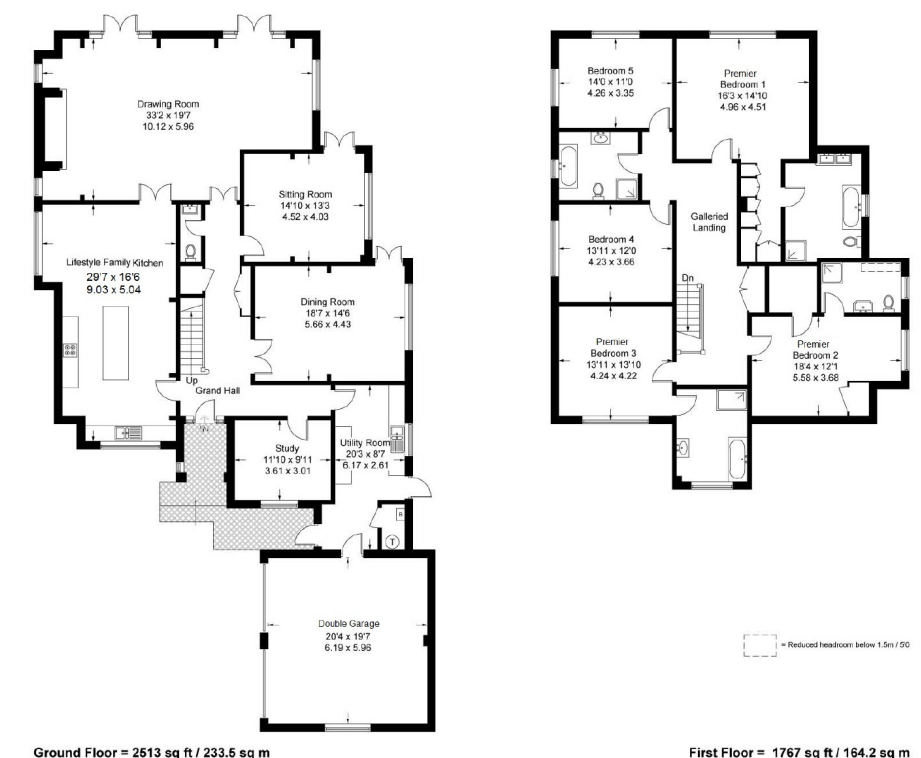 Drawing Room
33'2 x 19'7
10.12 x 5.96
Sitting Room
14'10 x 13'3
4.52 x 4.03
Lifestyle Family Kitchen
29'7 x 16'6
9.03 x 5.04
Dining Room
18'7 x 14'6
5.66 x 4.43
Up
Grand Hall
IN
Study
11'10 x 9'11
3.61 x 3.01
Utility Room
20'3 x 8'7
6.17 x 2.61
B
T
Double Garage
20'4 x 19'7
6.19 x 5.96
Ground Floor = 2513 sq ft / 233.5 sq m
Bedroom 5
14'0 x 11'0
4.26 x 3.35
Premier
Bedroom 1
16'3 x 14'10
4.96 x 4.51
Galleried
Landing
Bedroom 4
13'11 x 12'0
4.23 x 3.66
Dn
Premier
Bedroom 3
13'11 x 13'10
4.24 x 4.22
Premier
Bedroom 2
18'4 x 12'1
5.58 x 3.68
= Reduced headroom below 1.5m / 5'0
First Floor = 1767 sq ft / 164.2 sq m